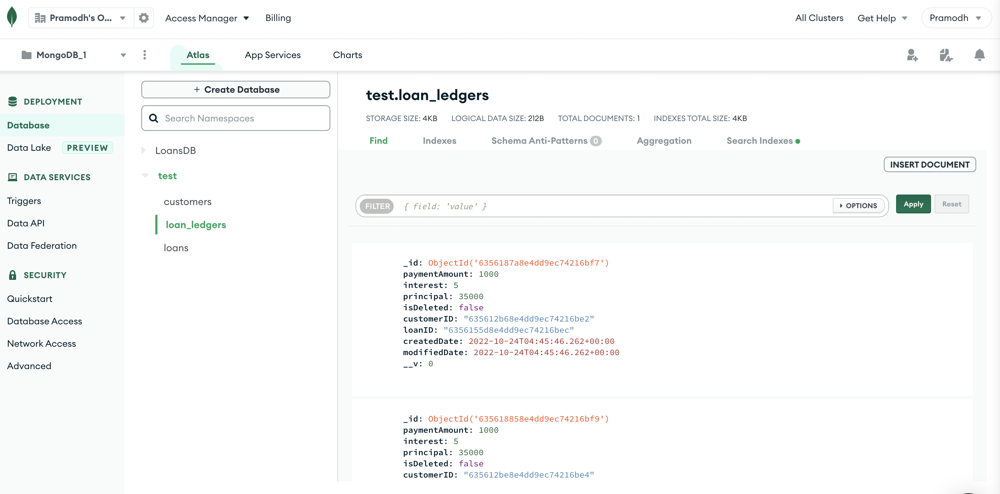 Pramodh's O...
Access Manager
Billing
All Clusters
Get Help
Pramodh
MongoDB_1
Atlas
App Services
Charts
DEPLOYMENT
Database
Data Lake PREVIEW
DATA SERVICES
Triggers
Data API
Data Federation
SECURITY
Quickstart
Database Access
Network Access
Advanced
+ Create Database
Search Namespaces
LoansDB
test
customers
loan_ledgers
loans
test.loan_ledgers
STORAGE SIZE: 4KB LOGICAL DATA SIZE: 212B TOTAL DOCUMENTS: 1 INDEXES TOTAL SIZE: 4KB
Find Indexes Schema Anti-Patterns 0 Aggregation Search Indexes
INSERT DOCUMENT
FILTER { field: 'value' } OPTIONS Apply Reset
_id: ObjectId('6356187a8e4dd9ec74216bf7')
paymentAmount: 1000
interest: 5
principal: 35000
isDeleted: false
customerID: "635612b68e4dd9ec74216be2"
loanID: "6356155d8e4dd9ec74216bec"
createdDate: 2022-10-24T04:45:46.262+00:00
modifiedDate: 2022-10-24T04:45:46.262+00:00
__v: 0
_id: ObjectId('635618858e4dd9ec74216bf9')
paymentAmount: 1000
interest: 5
principal: 35000
isDeleted: false
customerID: "635612be8e4dd9ec74216be4"